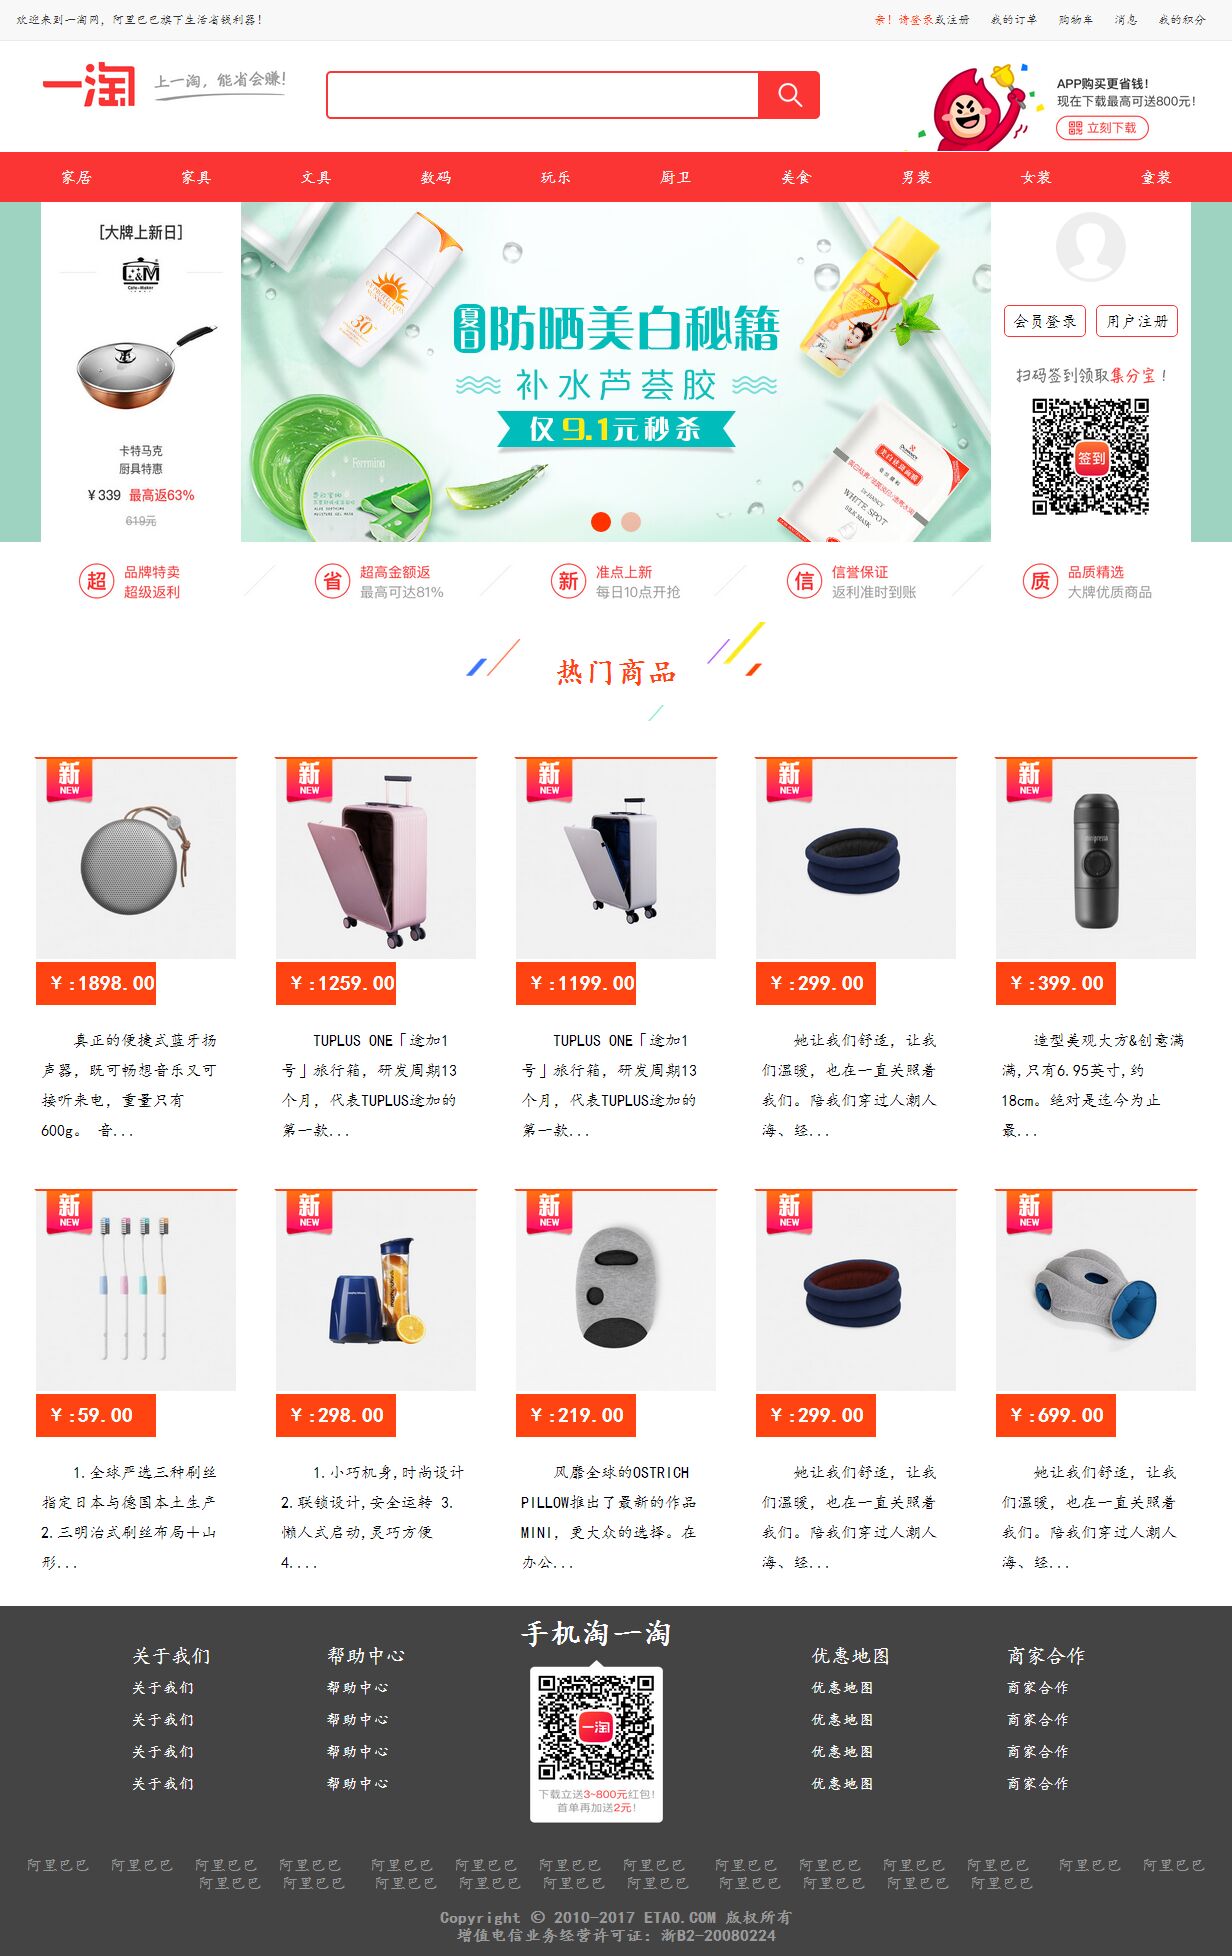 欢迎来到一淘网，阿里巴巴旗下生活省钱利器！
亲！请登录或注册 我的订单 购物车 消息 我的积分
一淘 上一淘，能省会赚！
APP购买更省钱！
现在下载最高可送800元！
立刻下载
家居 家具 文具 数码 玩乐 厨卫 美食 男装 女装 童装
[大牌上新日]
C&M
Cafe-Maker
卡特马克
厨具特惠
¥339 最高返63%
619元
夏日防晒美白秘籍
补水芦荟胶
仅9.1元秒杀
30
Ferrmina
WHITE SPOT
SILK MASK
会员登录 用户注册
扫码签到领取集分宝！
签到
超 品牌特卖 超级返利
省 超高金额返 最高可达81%
新 准点上新 每日10点开抢
信 信誉保证 返利准时到账
质 品质精选 大牌优质商品
热门商品
新 NEW 新 NEW 新 NEW 新 NEW 新 NEW
minipresso
￥:1898.00 ￥:1259.00 ￥:1199.00 ￥:299.00 ￥:399.00
真正的便捷式蓝牙扬
声器，既可畅想音乐又可
接听来电，重量只有
600g。 音...
TUPLUS ONE「途加1
号」旅行箱，研发周期13
个月，代表TUPLUS途加的
第一款...
TUPLUS ONE「途加1
号」旅行箱，研发周期13
个月，代表TUPLUS途加的
第一款...
她让我们舒适，让我
们温暖，也在一直关照着
我们。陪我们穿过人潮人
海、经...
造型美观大方&创意满
满,只有6.95英寸,约
18cm。绝对是迄今为止
最...
新 NEW 新 NEW 新 NEW 新 NEW 新 NEW
￥:59.00 ￥:298.00 ￥:219.00 ￥:299.00 ￥:699.00
1.全球严选三种刷丝
指定日本与德国本土生产
2.三明治式刷丝布局＋山
形...
1.小巧机身,时尚设计
2.联锁设计,安全运转 3.
懒人式启动,灵巧方便
4....
风靡全球的OSTRICH
PILLOW推出了最新的作品
MINI，更大众的选择。在
办公...
她让我们舒适，让我
们温暖，也在一直关照着
我们。陪我们穿过人潮人
海、经...
她让我们舒适，让我
们温暖，也在一直关照着
我们。陪我们穿过人潮人
海、经...
关于我们
关于我们
关于我们
关于我们
关于我们
帮助中心
帮助中心
帮助中心
帮助中心
帮助中心
手机淘一淘
一淘
下载立送3~800元红包！
首单再加送2元！
优惠地图
优惠地图
优惠地图
优惠地图
优惠地图
商家合作
商家合作
商家合作
商家合作
商家合作
阿里巴巴 阿里巴巴 阿里巴巴 阿里巴巴 阿里巴巴 阿里巴巴 阿里巴巴 阿里巴巴 阿里巴巴 阿里巴巴 阿里巴巴 阿里巴巴 阿里巴巴 阿里巴巴
阿里巴巴 阿里巴巴 阿里巴巴 阿里巴巴 阿里巴巴 阿里巴巴 阿里巴巴 阿里巴巴 阿里巴巴 阿里巴巴
Copyright © 2010-2017 ETAO.COM 版权所有
增值电信业务经营许可证：浙B2-20080224